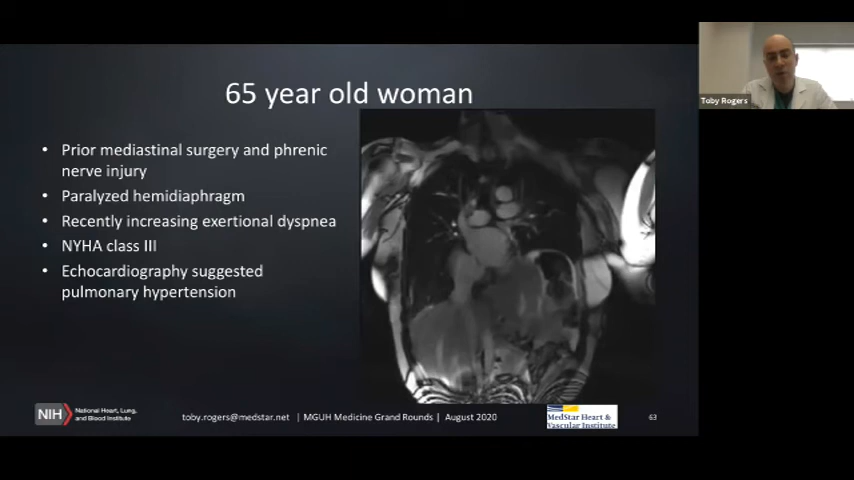 65 year old woman
• Prior mediastinal surgery and phrenic
nerve injury
• Paralyzed hemidiaphragm
• Recently increasing exertional dyspnea
• NYHA class III
• Echocardiography suggested
pulmonary hypertension
Toby Rogers
NIH National Heart, Lung,
and Blood Institute
toby.rogers@medstar.net | MGUH Medicine Grand Rounds | August 2020
MedStar Heart &
Vascular Institute
63